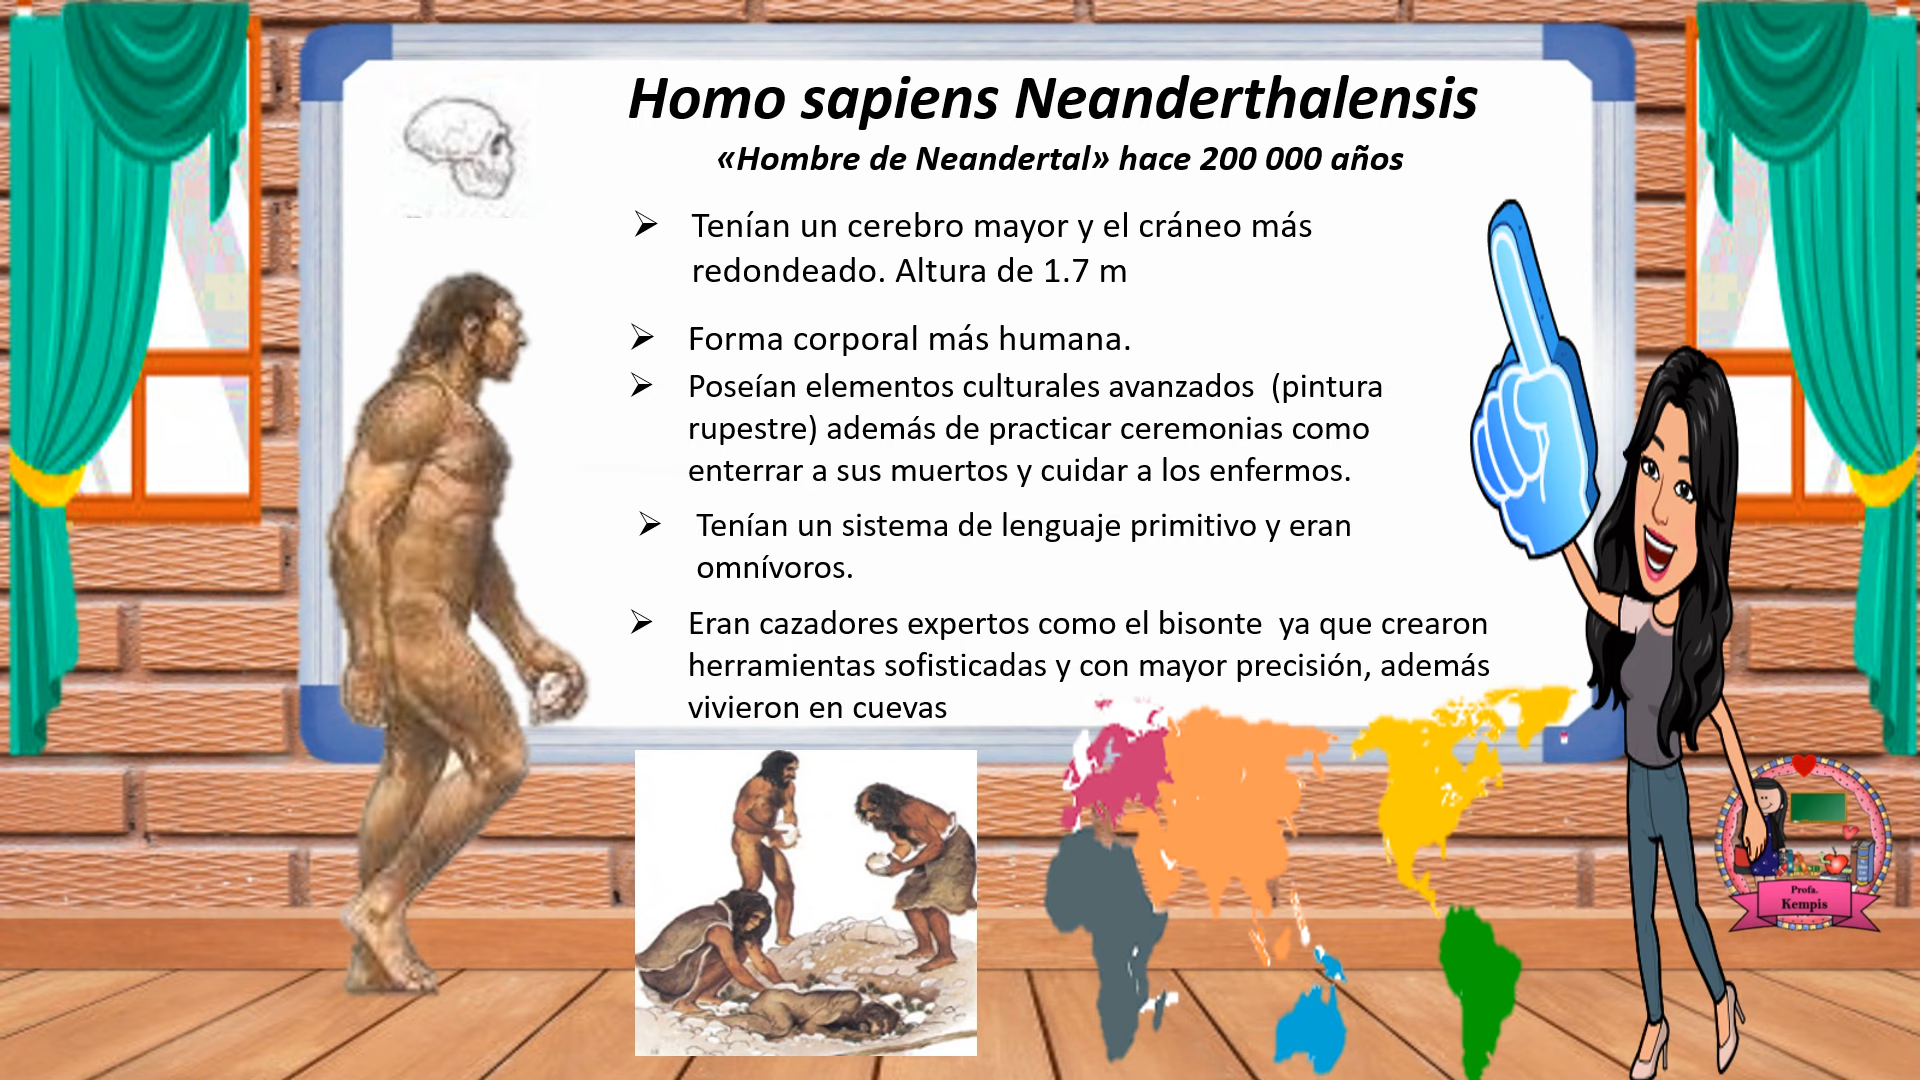 Homo sapiens Neanderthalensis
«Hombre de Neandertal» hace 200 000 años
➢ Tenían un cerebro mayor y el cráneo más
redondeado. Altura de 1.7 m
➢ Forma corporal más humana.
➢ Poseían elementos culturales avanzados (pintura
rupestre) además de practicar ceremonias como
enterrar a sus muertos y cuidar a los enfermos.
➢ Tenían un sistema de lenguaje primitivo y eran
omnívoros.
➢ Eran cazadores expertos como el bisonte ya que crearon
herramientas sofisticadas y con mayor precisión, además
vivieron en cuevas
Profa.
Kempis